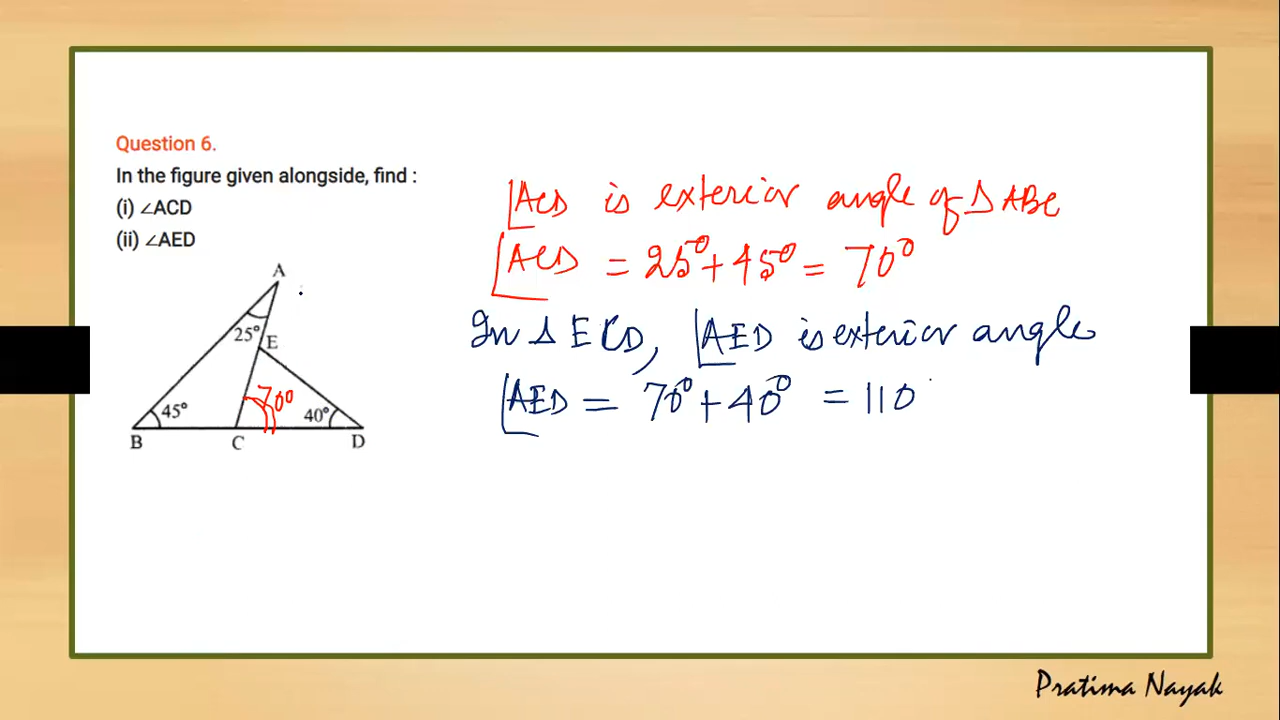 Question 6.
In the figure given alongside, find :
(i) ∠ACD
(ii) ∠AED
A
25°
E
70°
45°
40°
B
C
D
∠ACD is exterior angle of Δ ABC
∠ACD = 25° + 45° = 70°
In Δ ECD, ∠AED is exterior angle
∠AED = 70° + 40° = 110
Pratima Nayak